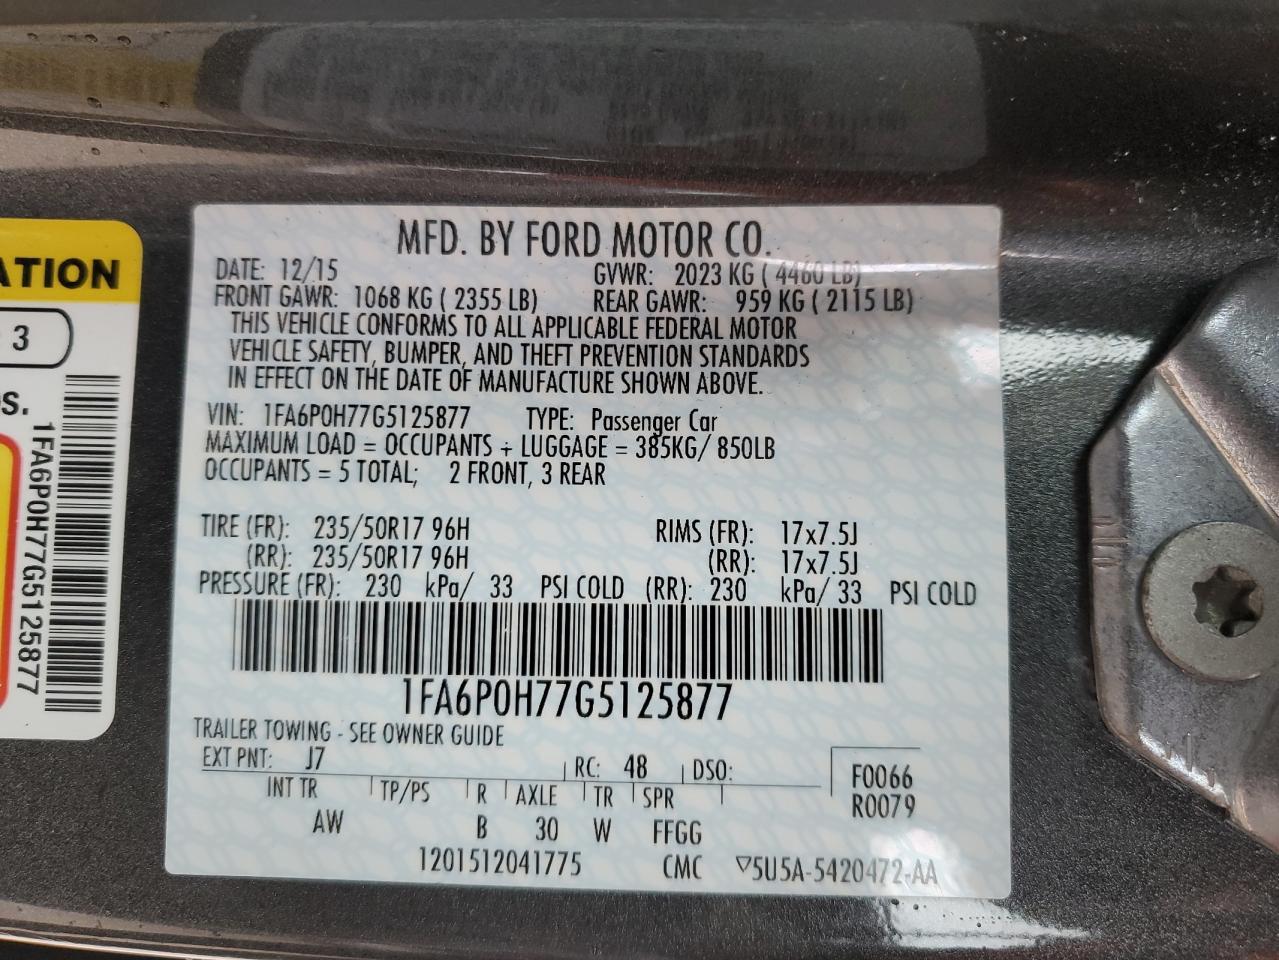 MFD. BY FORD MOTOR CO.
DATE: 12/15 GVWR: 2023 KG ( 4460 LB)
FRONT GAWR: 1068 KG ( 2355 LB) REAR GAWR: 959 KG ( 2115 LB)
THIS VEHICLE CONFORMS TO ALL APPLICABLE FEDERAL MOTOR
VEHICLE SAFETY, BUMPER, AND THEFT PREVENTION STANDARDS
IN EFFECT ON THE DATE OF MANUFACTURE SHOWN ABOVE.
VIN: 1FA6P0H77G5125877 TYPE: Passenger Car
MAXIMUM LOAD = OCCUPANTS + LUGGAGE = 385KG/ 850LB
OCCUPANTS = 5 TOTAL; 2 FRONT, 3 REAR
TIRE (FR): 235/50R17 96H RIMS (FR): 17x7.5J
(RR): 235/50R17 96H (RR): 17x7.5J
PRESSURE (FR): 230 kPa/ 33 PSI COLD (RR): 230 kPa/ 33 PSI COLD
1FA6P0H77G5125877
TRAILER TOWING - SEE OWNER GUIDE
EXT PNT: J7 RC: 48 DSO:
INT TR TP/PS R AXLE TR SPR F0066
R0079
AW B 30 W FFGG
1201512041775 CMC ▽5U5A-5420472-AA
ATION
3
S.
1FA6P0H77G5125877